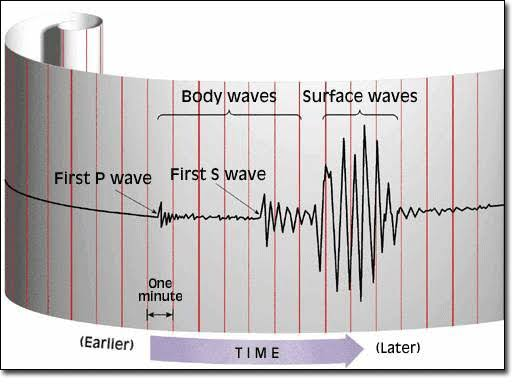 Body waves
Surface waves
First P wave
First S wave
One
minute
(Earlier)
TIME
(Later)